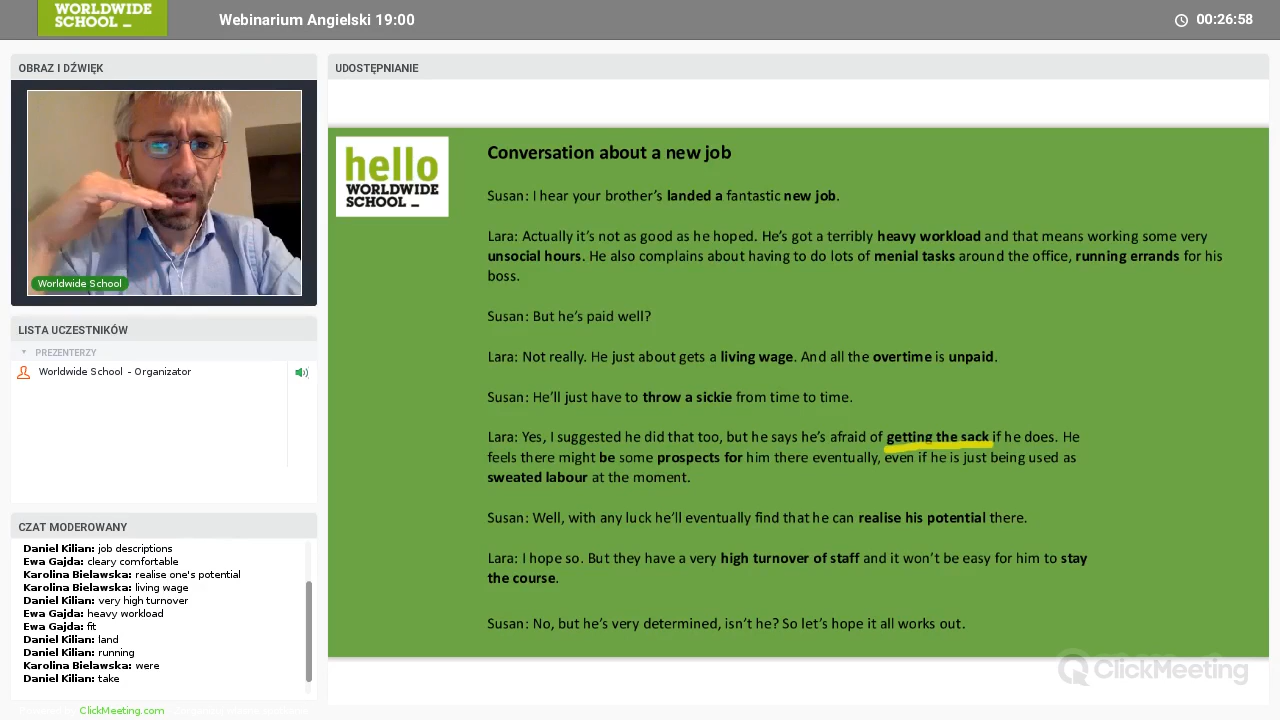 WORLDWIDE
SCHOOL _
Webinarium Angielski 19:00
00:26:58
OBRAZ I DŹWIĘK
Worldwide School
LISTA UCZESTNIKÓW
PREZENTERZY
Worldwide School - Organizator
CZAT MODEROWANY
Daniel Kilian: job descriptions
Ewa Gajda: cleary comfortable
Karolina Bielawska: realise one's potential
Karolina Bielawska: living wage
Daniel Kilian: very high turnover
Ewa Gajda: heavy workload
Ewa Gajda: fit
Daniel Kilian: land
Daniel Kilian: running
Karolina Bielawska: were
Daniel Kilian: take
ClickMeeting.com
UDOSTĘPNIANIE
hello
WORLDWIDE
SCHOOL _
Conversation about a new job
Susan: I hear your brother's landed a fantastic new job.
Lara: Actually it's not as good as he hoped. He's got a terribly heavy workload and that means working some very
unsocial hours. He also complains about having to do lots of menial tasks around the office, running errands for his
boss.
Susan: But he's paid well?
Lara: Not really. He just about gets a living wage. And all the overtime is unpaid.
Susan: He'll just have to throw a sickie from time to time.
Lara: Yes, I suggested he did that too, but he says he's afraid of getting the sack if he does. He
feels there might be some prospects for him there eventually, even if he is just being used as
sweated labour at the moment.
Susan: Well, with any luck he'll eventually find that he can realise his potential there.
Lara: I hope so. But they have a very high turnover of staff and it won't be easy for him to stay
the course.
Susan: No, but he's very determined, isn't he? So let's hope it all works out.
ClickMeeting